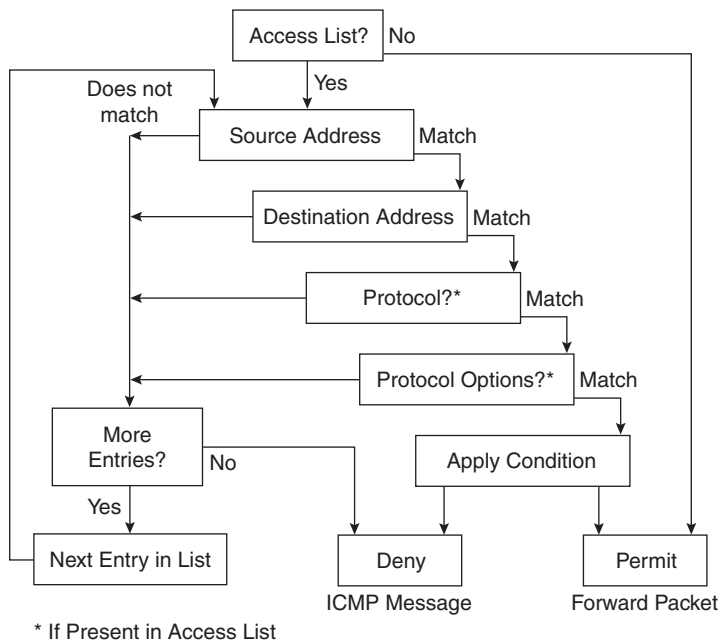 Access List?
No
Yes
Does not
match
Source Address
Match
Destination Address
Match
Protocol?*
Match
Protocol Options?*
Match
More
Entries?
No
Apply Condition
Yes
Next Entry in List
Deny
Permit
ICMP Message
Forward Packet
* If Present in Access List